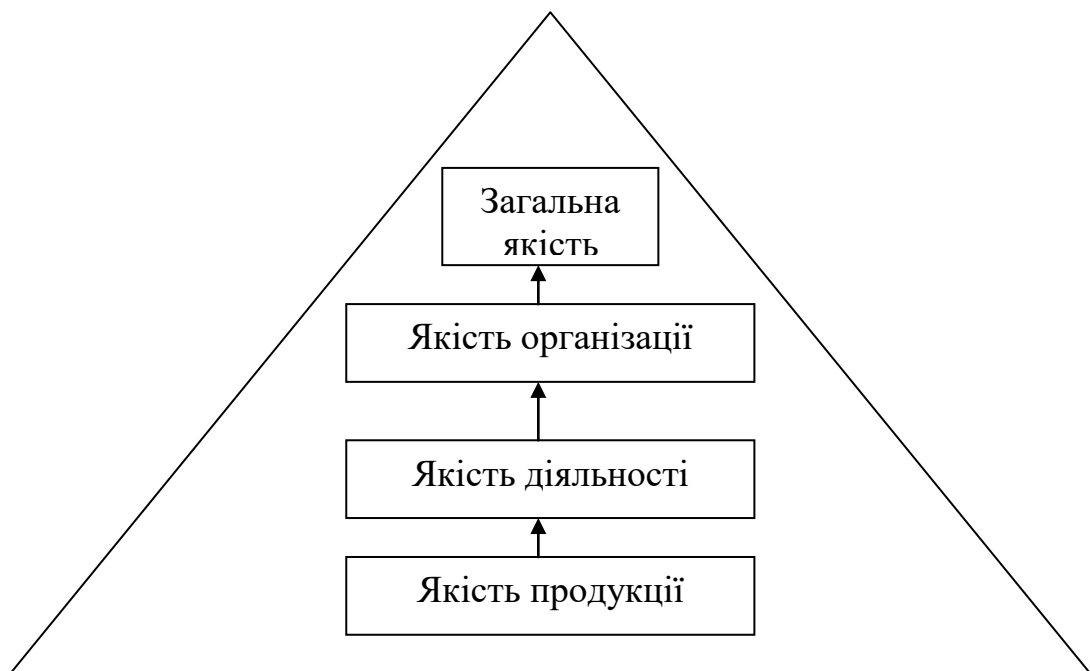 Загальна
якість
Якість організації
Якість діяльності
Якість продукції